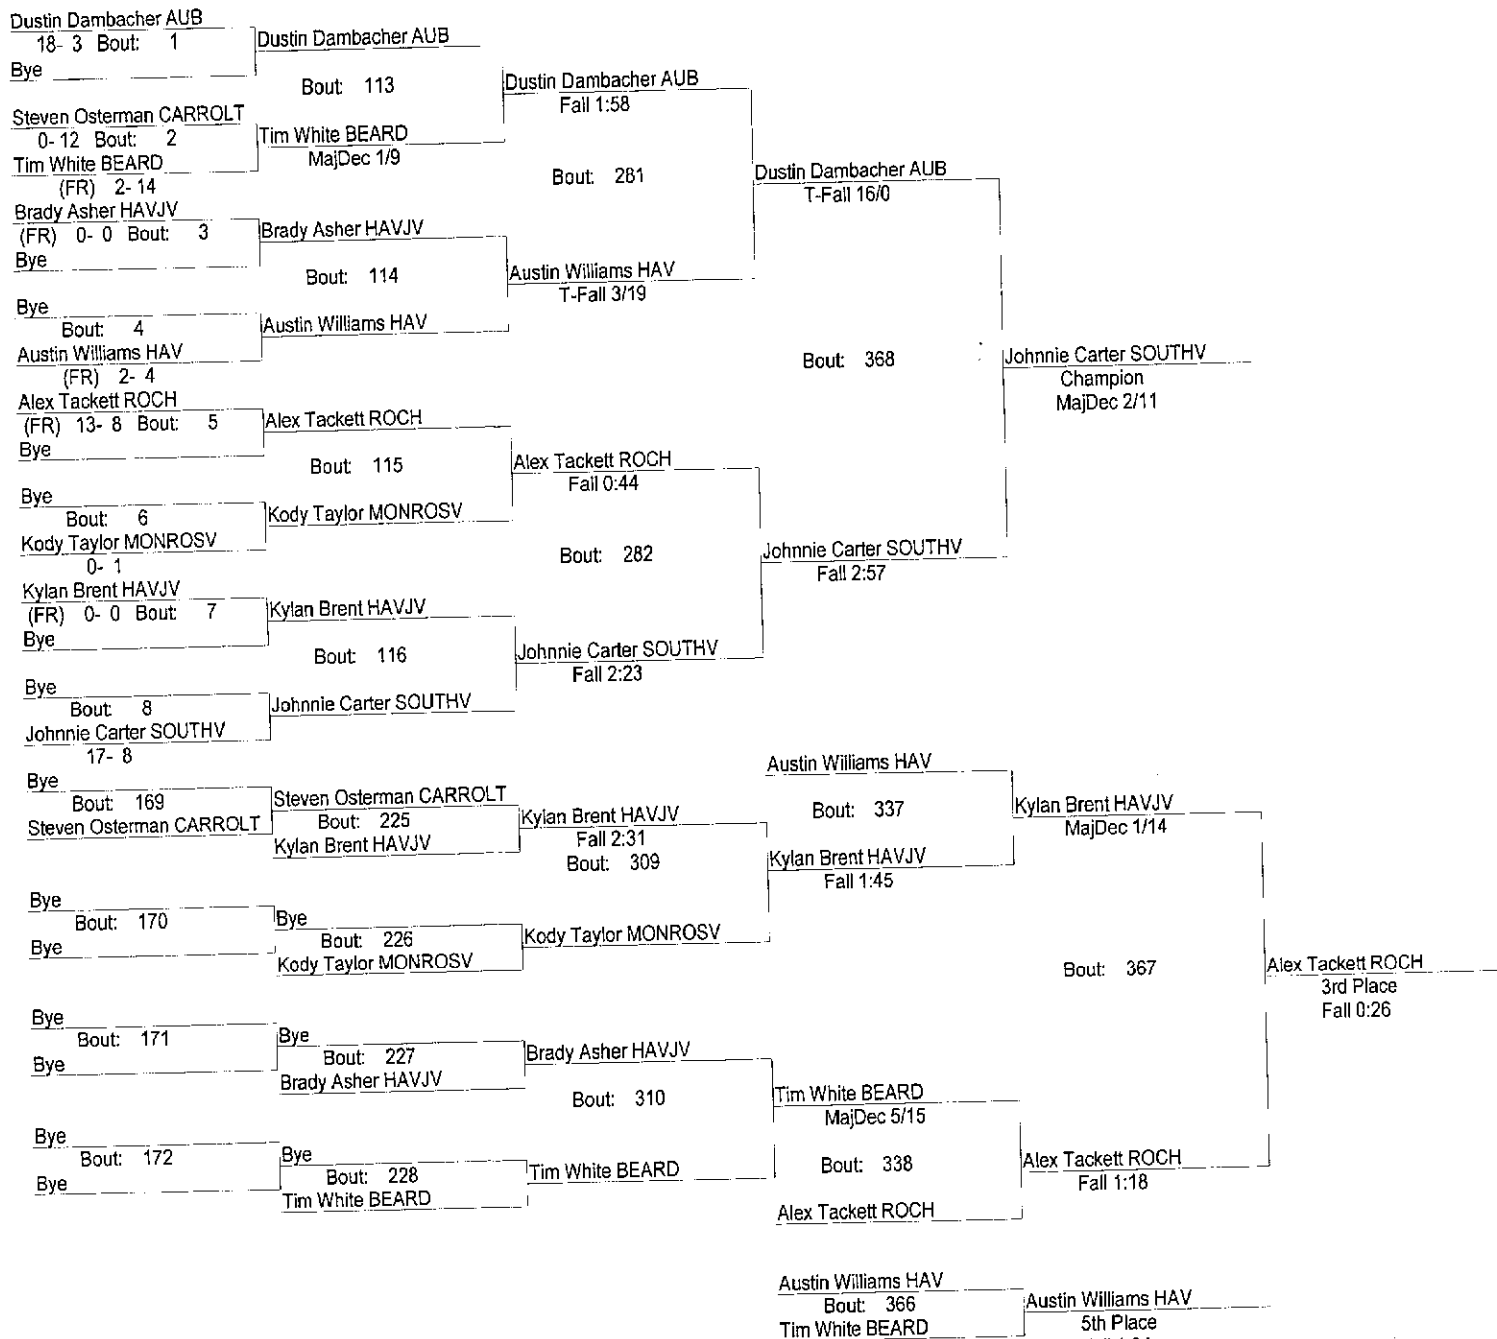 Dustin Dambacher AUB
18- 3 Bout: 1
Bye
Dustin Dambacher AUB
Bout: 113
Steven Osterman CARROLT
0- 12 Bout: 2
Tim White BEARD
(FR) 2- 14
Tim White BEARD
MajDec 1/9
Dustin Dambacher AUB
Fall 1:58
Bout: 281
Brady Asher HAVJV
(FR) 0- 0 Bout: 3
Bye
Brady Asher HAVJV
Bout: 114
Bye
Bout: 4
Austin Williams HAV
(FR) 2- 4
Austin Williams HAV
Austin Williams HAV
T-Fall 3/19
Dustin Dambacher AUB
T-Fall 16/0
Bout: 368
Alex Tackett ROCH
(FR) 13- 8 Bout: 5
Bye
Alex Tackett ROCH
Bout: 115
Bye
Bout: 6
Kody Taylor MONROSV
0- 1
Kody Taylor MONROSV
Alex Tackett ROCH
Fall 0:44
Bout: 282
Kylan Brent HAVJV
(FR) 0- 0 Bout: 7
Bye
Kylan Brent HAVJV
Bout: 116
Bye
Bout: 8
Johnnie Carter SOUTHV
17- 8
Johnnie Carter SOUTHV
Johnnie Carter SOUTHV
Fall 2:23
Johnnie Carter SOUTHV
Fall 2:57
Johnnie Carter SOUTHV
Champion
MajDec 2/11
Bye
Bout: 169
Steven Osterman CARROLT
Steven Osterman CARROLT
Bout: 225
Kylan Brent HAVJV
Kylan Brent HAVJV
Fall 2:31
Bout: 309
Bye
Bout: 170
Bye
Bye
Bout: 226
Kody Taylor MONROSV
Kody Taylor MONROSV
Austin Williams HAV
Bout: 337
Kylan Brent HAVJV
Fall 1:45
Kylan Brent HAVJV
MajDec 1/14
Bout: 367
Bye
Bout: 171
Bye
Bye
Bout: 227
Brady Asher HAVJV
Brady Asher HAVJV
Bout: 310
Bye
Bout: 172
Bye
Bye
Bout: 228
Tim White BEARD
Tim White BEARD
Tim White BEARD
MajDec 5/15
Bout: 338
Alex Tackett ROCH
Alex Tackett ROCH
Fall 1:18
Alex Tackett ROCH
3rd Place
Fall 0:26
Austin Williams HAV
Bout: 366
Tim White BEARD
Austin Williams HAV
5th Place